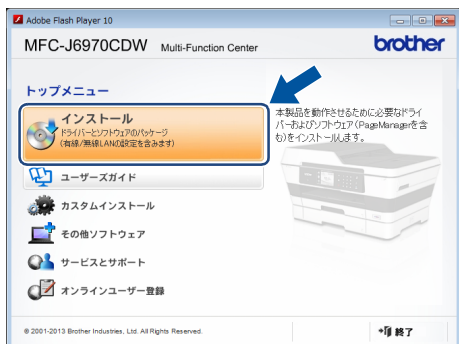 Adobe Flash Player 10
MFC-J6970CDW Multi-Function Center
brother
トップメニュー
インストール
ドライバーとソフトウェアのパッケージ
(有線/無線LANの設定を含みます)
本製品を動作させるために必要なドライ
バーおよびソフトウェア(PageManagerを含
む)をインストールします。
ユーザーズガイド
カスタムインストール
その他ソフトウェア
サービスとサポート
オンラインユーザー登録
© 2001-2013 Brother Industries, Ltd. All Rights Reserved.
終了